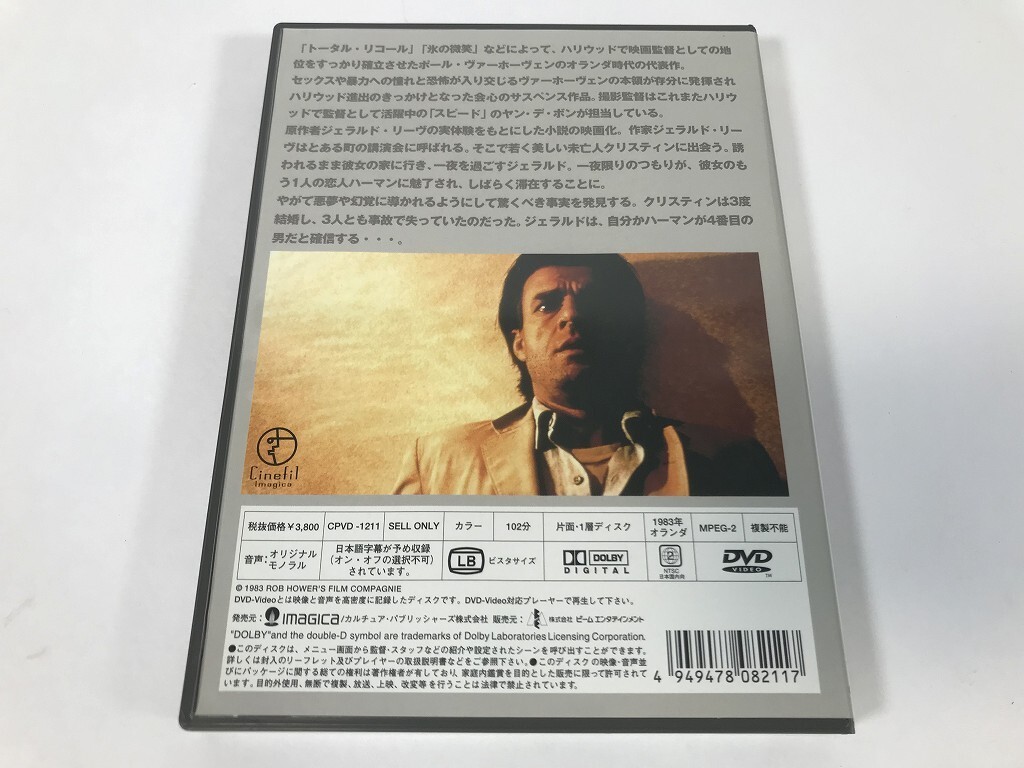 「トータル・リコール」「氷の微笑」などによって、ハリウッドで映画監督としての地
位をすっかり確立させたポール・ヴァーホーヴェンのオランダ時代の代表作。
セックスや暴力への憧れと恐怖が入り交じるヴァーホーヴェンの本領が存分に発揮され
ハリウッド進出のきっかけとなった会心のサスペンス作品。撮影監督はこれまたハリウ
ッドで監督として活躍中の「スピード」のヤン・デ・ボンが担当している。
原作者ジェラルド・リーヴの実体験をもとにした小説の映画化。作家ジェラルド・リー
ヴはとある町の講演会に呼ばれる。そこで若く美しい未亡人クリスティンに出会う。誘
われるまま彼女の家に行き、一夜を過ごすジェラルド。一夜限りのつもりが、彼女のも
う1人の恋人ハーマンに魅了され、しばらく滞在することに。
やがて悪夢や幻覚に導かれるようにして驚くべき事実を発見する。クリスティンは3度
結婚し、3人とも事故で失っていたのだった。ジェラルドは、自分かハーマンが4番目の
男だと確信する・・・。
Cinefil
Imagica
税抜価格¥3,800 CPVD-1211 SELL ONLY カラー 102分 片面・1層ディスク 1983年 オランダ MPEG-2 複製不能
音声：オリジナル モノラル
日本語字幕が予め収録
(オン・オフの選択不可)
されています。
LB ビスタサイズ
DOLBY
DIGITAL
2
NTSC
日本国内向
DVD
VIDEO
TM
© 1983 ROB HOWER'S FILM COMPAGNIE
DVD-Videoとは映像と音声を高密度に記録したディスクです。DVD-Video対応プレーヤーで再生して下さい。
発売元：IMAGICA/カルチュア・パブリッシャーズ株式会社 販売元：株式会社 ビーム エンタテインメント
"DOLBY"and the double-D symbol are trademarks of Dolby Laboratories Licensing Corporation.
●このディスクは、メニュー画面から監督・スタッフなどの紹介や設定されたシーンを呼び出すことができます。
詳しくは封入のリーフレット及びプレイヤーの取扱説明書などをご参照下さい。●このディスクの映像・音声並
びにパッケージに関する総ての権利は著作権者が有しており、家庭内鑑賞を目的とした販売に限って許可されて
います。目的外使用、無断で複製、放送、上映、改変等を行うことは法律で禁止されています。
4 949478 082117